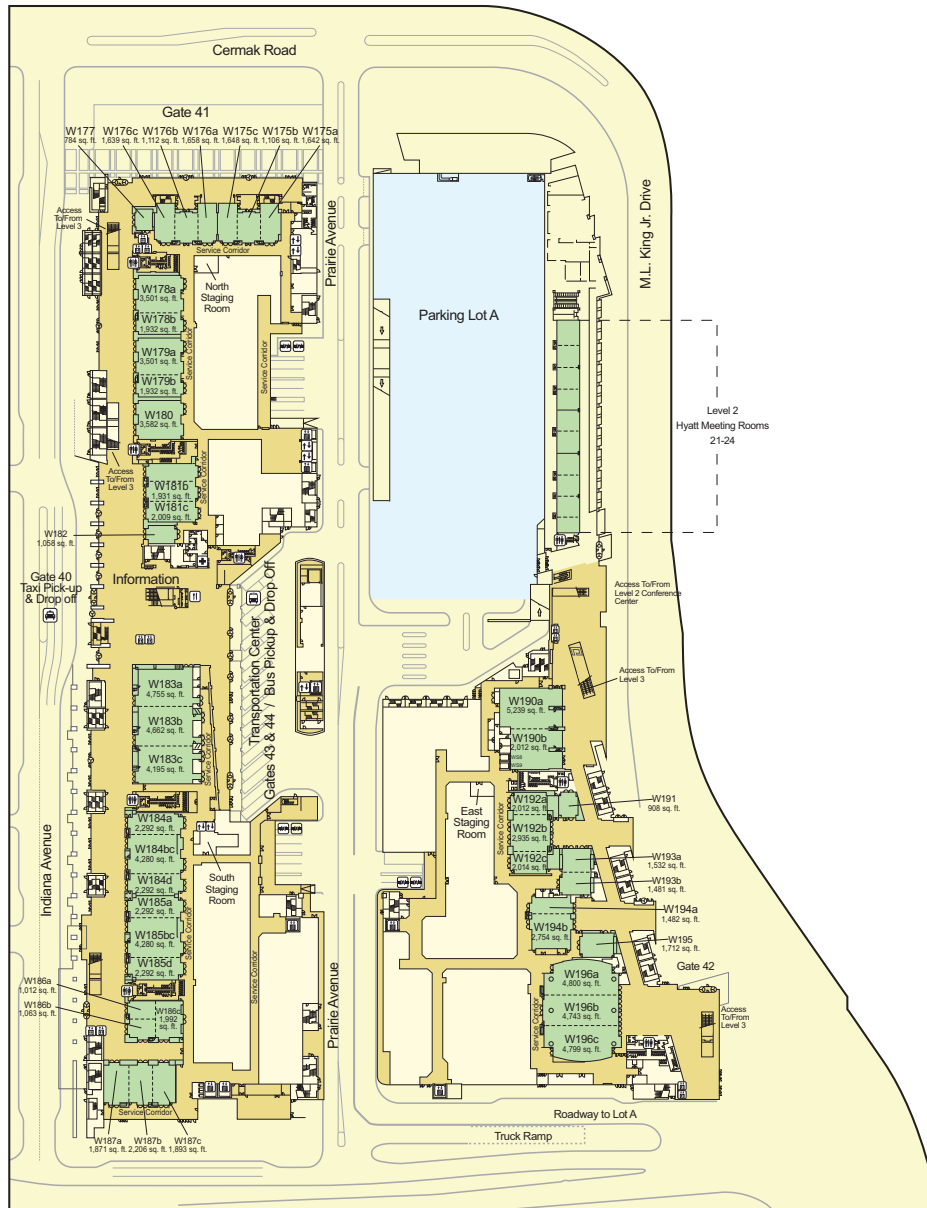 Cermak Road
Gate 41
W177
784 sq. ft.
W176c
1,639 sq. ft.
W176b
1,112 sq. ft.
W176a
1,658 sq. ft.
W175c
1,648 sq. ft.
W175b
1,106 sq. ft.
W175a
1,642 sq. ft.
Access
To/From
Level 3
Service Corridor
Prairie Avenue
M.L. King Jr. Drive
North
Staging
Room
W178a
3,501 sq. ft.
W178b
1,932 sq. ft.
Service Corridor
Service Corridor
W179a
3,501 sq. ft.
W179b
1,932 sq. ft.
W180
3,582 sq. ft.
Parking Lot A
Level 2
Hyatt Meeting Rooms
21-24
Access
To/From
Level 3
W181b
1,931 sq. ft.
W181c
2,009 sq. ft.
Service Corridor
W182
1,058 sq. ft.
Gate 40
Taxi Pick-up
& Drop off
Information
Transportation Center
Gates 43 & 44 / Bus Pickup & Drop Off
Access To/From
Level 2 Conference
Center
Access To/From
Level 3
W183a
4,755 sq. ft.
W183b
4,662 sq. ft.
W183c
4,195 sq. ft.
Service Corridor
W190a
5,239 sq. ft.
W190b
2,012 sq. ft.
WS8
WS9
Indiana Avenue
W184a
2,292 sq. ft.
W184bc
4,280 sq. ft.
W184d
2,292 sq. ft.
W185a
2,292 sq. ft.
W185bc
4,280 sq. ft.
W185d
2,292 sq. ft.
Service Corridor
South
Staging
Room
Service Corridor
East
Staging
Room
Service Corridor
W192a
2,012 sq. ft.
W192b
2,935 sq. ft.
W192c
2,014 sq. ft.
W191
908 sq. ft.
W193a
1,532 sq. ft.
W193b
1,481 sq. ft.
W194a
1,482 sq. ft.
W194b
2,754 sq. ft.
W195
1,712 sq. ft.
Gate 42
W186a
1,012 sq. ft.
W186b
1,063 sq. ft.
W186c
1,992
sq. ft.
Prairie Avenue
Service Corridor
W196a
4,800 sq. ft.
W196b
4,743 sq. ft.
W196c
4,799 sq. ft.
Access
To/From
Level 3
Service Corridor
W187a
1,871 sq. ft.
W187b
2,206 sq. ft.
W187c
1,893 sq. ft.
Roadway to Lot A
Truck Ramp